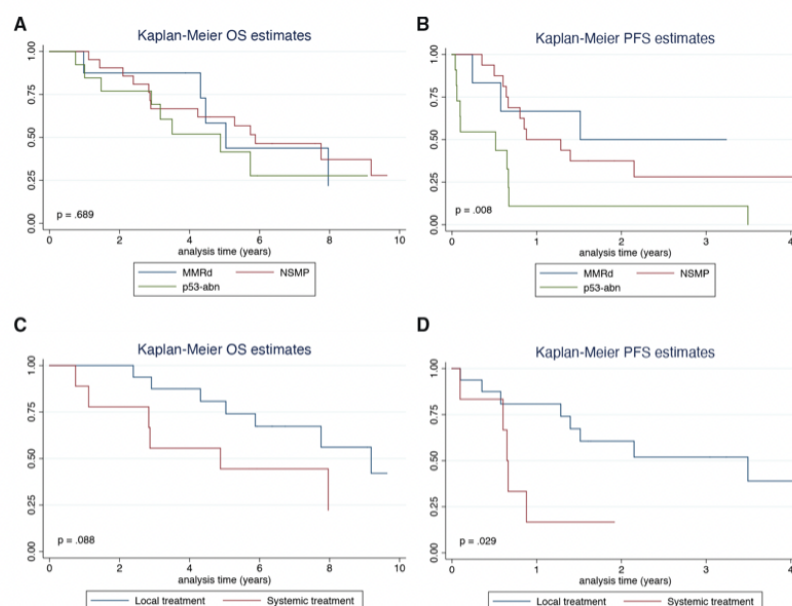 A
Kaplan-Meier OS estimates
1.00
0.75
0.50
0.25
0.00
p = .689
0 2 4 6 8 10
analysis time (years)
MMRd NSMP
p53-abn
B
Kaplan-Meier PFS estimates
1.00
0.75
0.50
0.25
0.00
p = .008
0 1 2 3 4
analysis time (years)
MMRd NSMP
p53-abn
C
Kaplan-Meier OS estimates
1.00
0.75
0.50
0.25
0.00
p = .088
0 2 4 6 8 10
analysis time (years)
Local treatment Systemic treatment
D
Kaplan-Meier PFS estimates
1.00
0.75
0.50
0.25
0.00
p = .029
0 1 2 3 4
analysis time (years)
Local treatment Systemic treatment